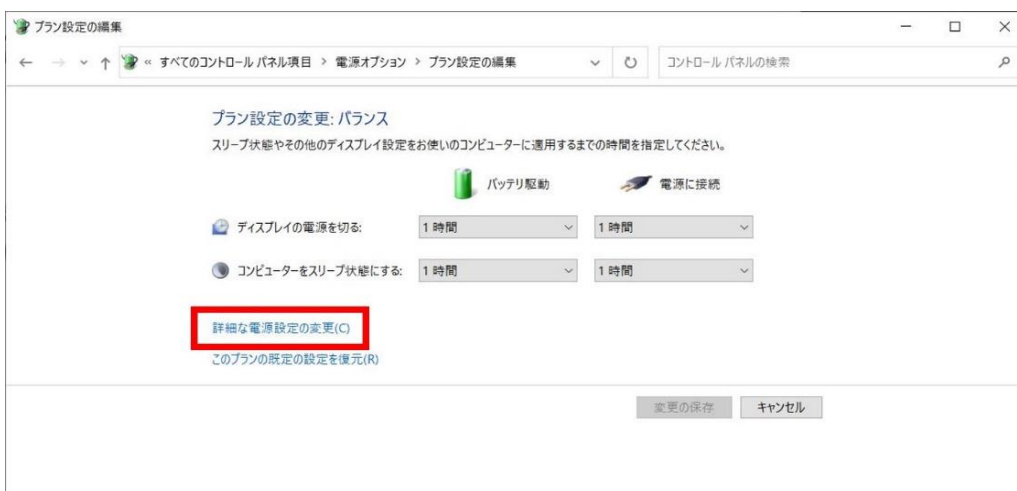 プラン設定の編集
« すべてのコントロール パネル項目 > 電源オプション > プラン設定の編集
コントロール パネルの検索
プラン設定の変更: バランス
スリープ状態やその他のディスプレイ設定をお使いのコンピューターに適用するまでの時間を指定してください。
バッテリ駆動 電源に接続
ディスプレイの電源を切る: 1 時間 1 時間
コンピューターをスリープ状態にする: 1 時間 1 時間
詳細な電源設定の変更(C)
このプランの既定の設定を復元(R)
変更の保存 キャンセル